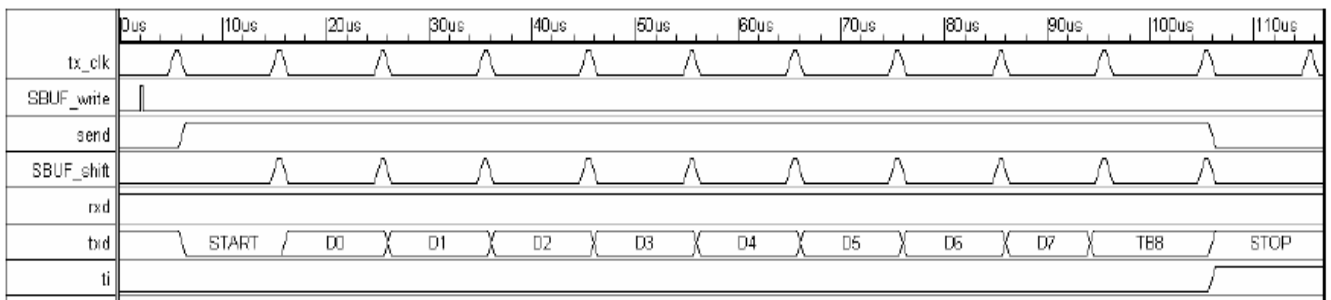 0us 10us 20us 30us 40us 50us 60us 70us 80us 90us 100us 110us
tx_clk
SBUF_write
send
SBUF_shift
rxd
txd START D0 D1 D2 D3 D4 D5 D6 D7 TB8 STOP
ti